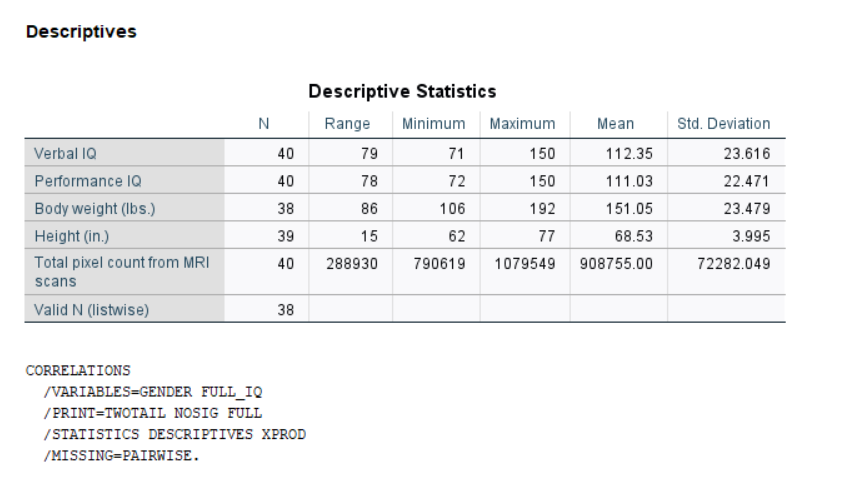 Descriptives
Descriptive Statistics
N Range Minimum Maximum Mean Std. Deviation
Verbal IQ 40 79 71 150 112.35 23.616
Performance IQ 40 78 72 150 111.03 22.471
Body weight (lbs.) 38 86 106 192 151.05 23.479
Height (in.) 39 15 62 77 68.53 3.995
Total pixel count from MRI 40 288930 790619 1079549 908755.00 72282.049
scans
Valid N (listwise) 38
CORRELATIONS
/VARIABLES=GENDER FULL_IQ
/PRINT=TWOTAIL NOSIG FULL
/STATISTICS DESCRIPTIVES XPROD
/MISSING=PAIRWISE.